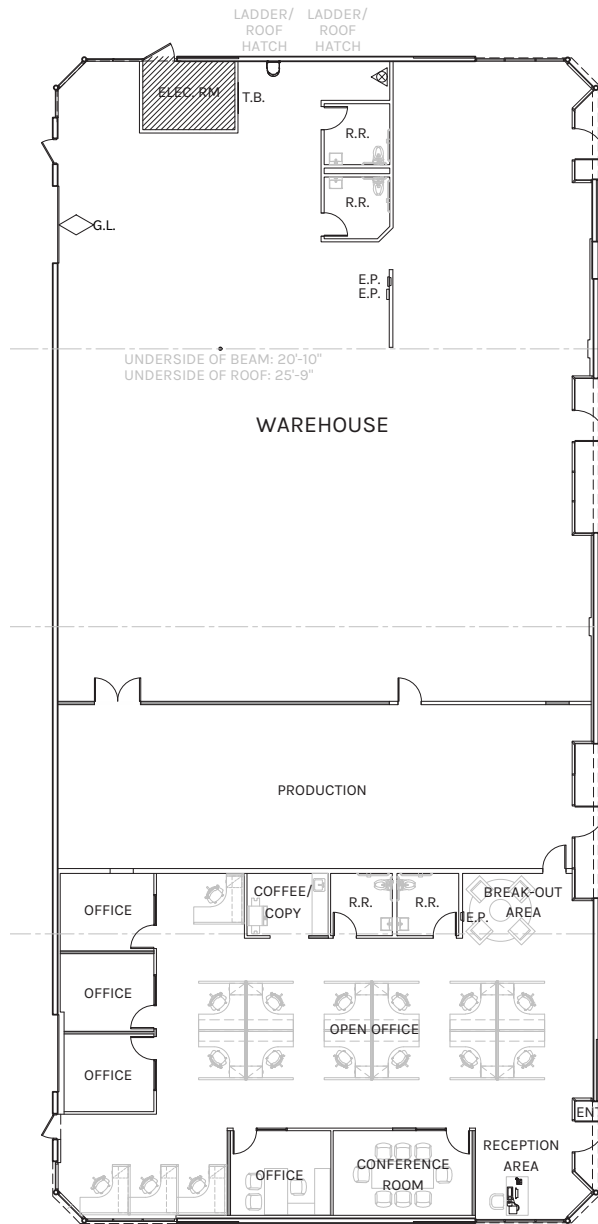 LADDER/
ROOF
HATCH
LADDER/
ROOF
HATCH
ELEC. RM
T.B.
R.R.
R.R.
G.L.
E.P.
E.P.
UNDERSIDE OF BEAM: 20'-10"
UNDERSIDE OF ROOF: 25'-9"
WAREHOUSE
PRODUCTION
OFFICE
COFFEE/
COPY
R.R.
R.R.
E.P.
BREAK-OUT
AREA
OFFICE
OPEN OFFICE
OFFICE
ENT
OFFICE
CONFERENCE
ROOM
RECEPTION
AREA